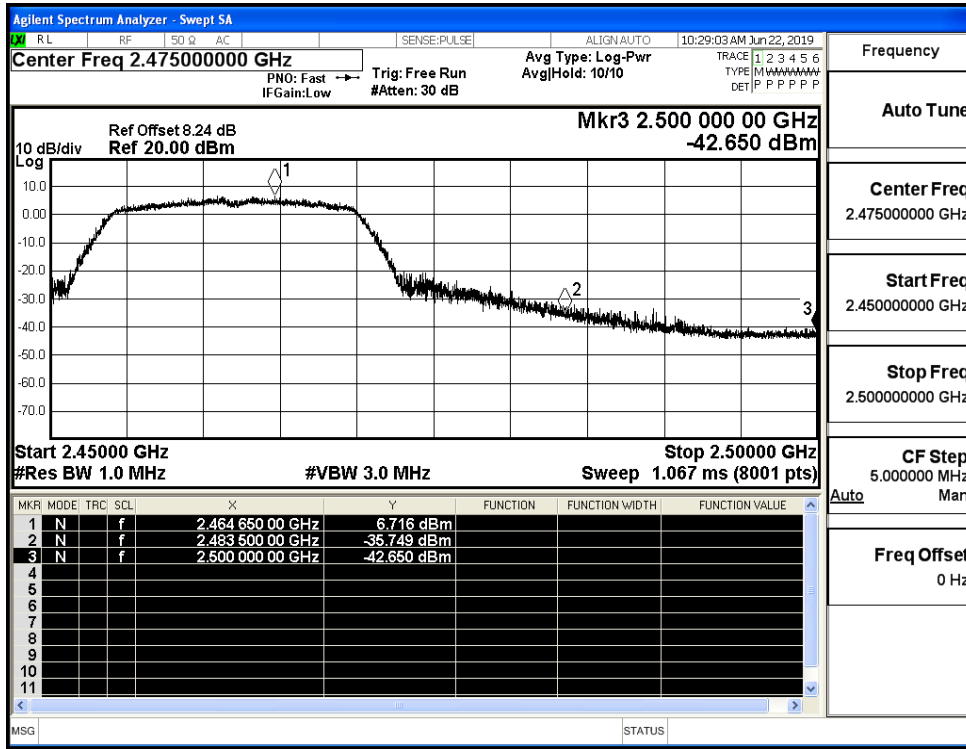 Agilent Spectrum Analyzer - Swept SA
LXI RL RF 50 Ω AC SENSE:PULSE ALIGN AUTO 10:29:03 AM Jun 22, 2019
Center Freq 2.475000000 GHz
PNO: Fast
IFGain:Low
Trig: Free Run
#Atten: 30 dB
Avg Type: Log-Pwr
Avg|Hold: 10/10
TRACE 1 2 3 4 5 6
TYPE M WWWWW
DET P P P P P P
Ref Offset 8.24 dB
10 dB/div Ref 20.00 dBm
Log
Mkr3 2.500 000 00 GHz
-42.650 dBm
10.0
0.00
-10.0
-20.0
-30.0
-40.0
-50.0
-60.0
-70.0
1
2
3
Start 2.45000 GHz Stop 2.50000 GHz
#Res BW 1.0 MHz #VBW 3.0 MHz Sweep 1.067 ms (8001 pts)
MKR MODE TRC SCL X Y FUNCTION FUNCTION WIDTH FUNCTION VALUE
1 N f 2.464 650 00 GHz 6.716 dBm
2 N f 2.483 500 00 GHz -35.749 dBm
3 N f 2.500 000 00 GHz -42.650 dBm
4
5
6
7
8
9
10
11
MSG STATUS
Frequency
Auto Tune
Center Freq
2.475000000 GHz
Start Freq
2.450000000 GHz
Stop Freq
2.500000000 GHz
CF Step
5.000000 MHz
Auto Man
Freq Offset
0 Hz